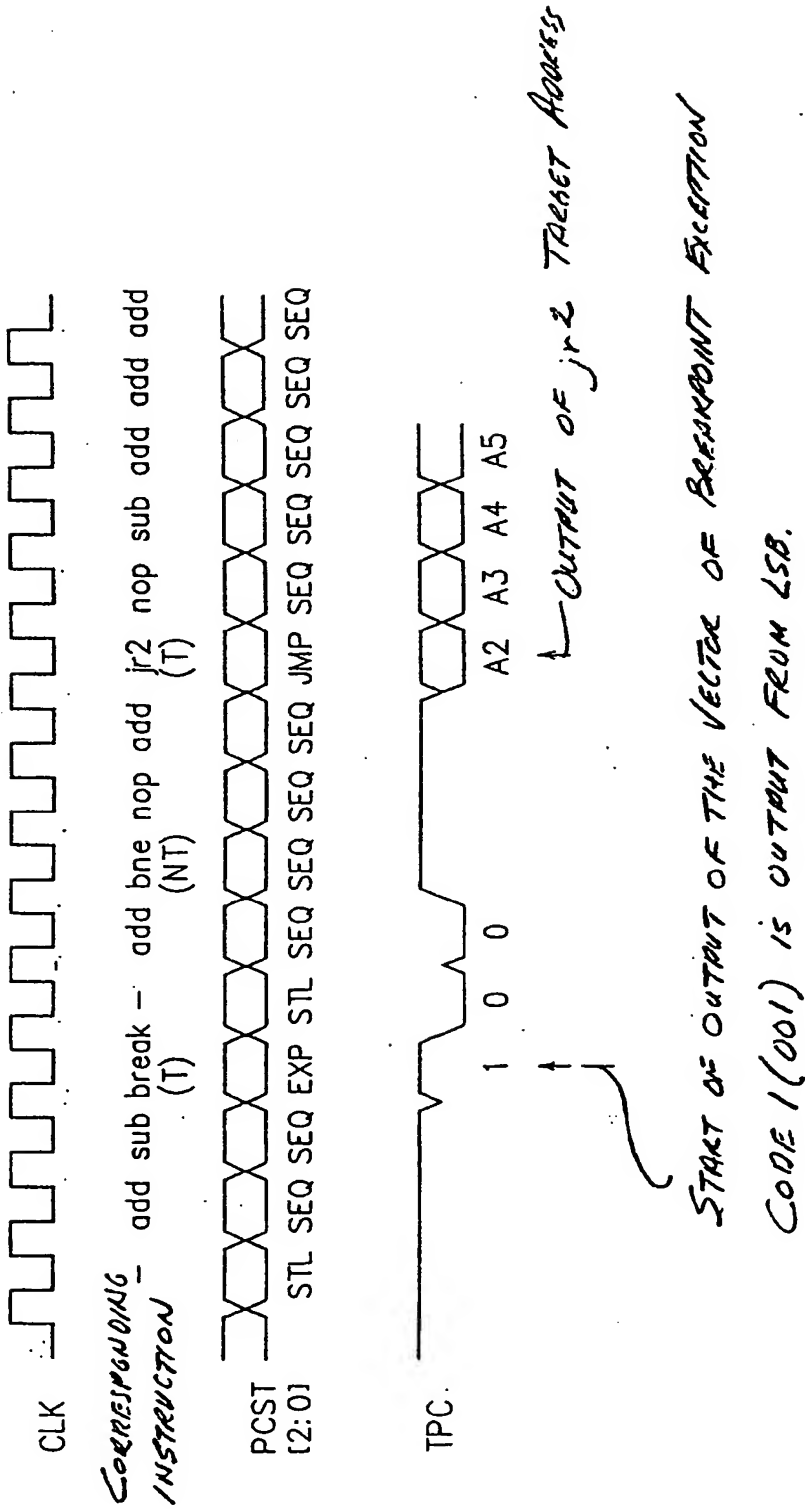 CLK
CORRESPONDING
INSTRUCTION
– add sub break – add bne nop add jr2 nop sub add add add
(T) (NT) (T)
PCST
[2:0]
STL SEQ SEQ EXP STL SEQ SEQ SEQ SEQ JMP SEQ SEQ SEQ SEQ SEQ
TPC.
1 0 0 A2 A3 A4 A5
OUTPUT OF jr2 TARGET ADDRESS
START OF OUTPUT OF THE VECTOR OF BREAKPOINT EXCEPTION
CODE 1 (001) is OUTPUT FROM LSB.